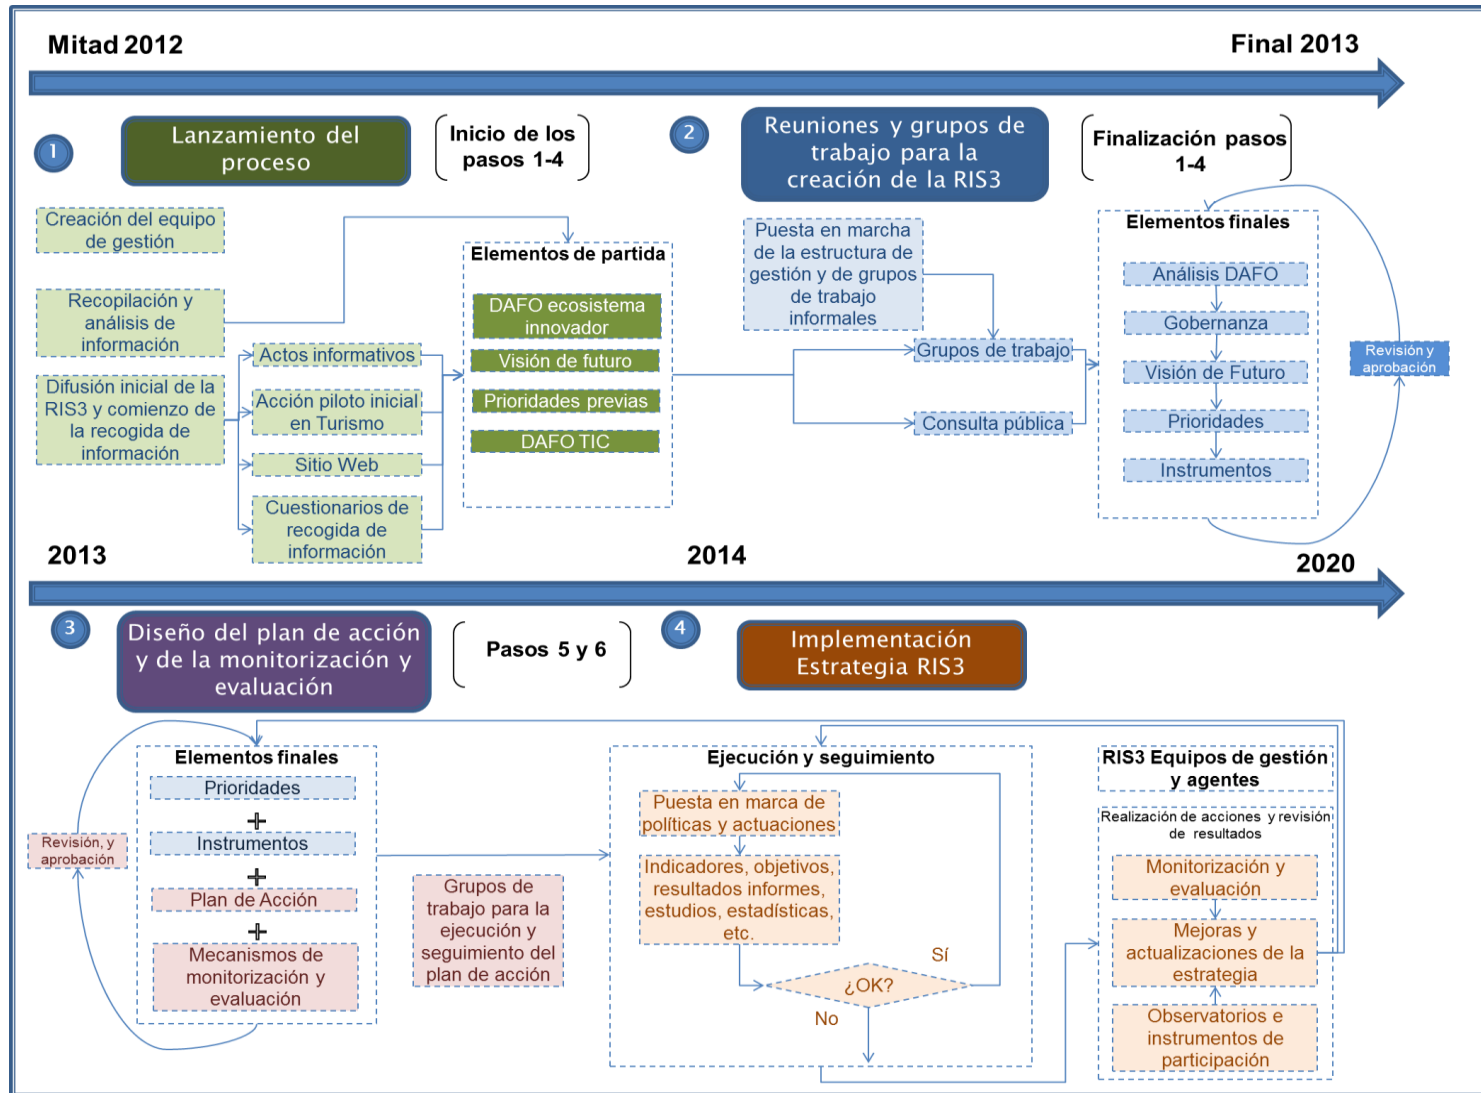 Mitad 2012
Final 2013
1
Lanzamiento del
proceso
Inicio de los
pasos 1-4
2
Reuniones y grupos de
trabajo para la
creación de la RIS3
Finalización pasos
1-4
Creación del equipo
de gestión
Recopilación y
análisis de
información
Difusión inicial de la
RIS3 y comienzo de
la recogida de
información
Actos informativos
Acción piloto inicial
en Turismo
Sitio Web
Cuestionarios de
recogida de
información
Elementos de partida
DAFO ecosistema
innovador
Visión de futuro
Prioridades previas
DAFO TIC
Puesta en marcha
de la estructura de
gestión y de grupos
de trabajo
informales
Grupos de trabajo
Consulta pública
Elementos finales
Análisis DAFO
Gobernanza
Visión de Futuro
Prioridades
Instrumentos
Revisión y
aprobación
2013
2014
2020
3
Diseño del plan de acción
y de la monitorización y
evaluación
Pasos 5 y 6
4
Implementación
Estrategia RIS3
Revisión, y
aprobación
Elementos finales
Prioridades
+
Instrumentos
+
Plan de Acción
+
Mecanismos de
monitorización y
evaluación
Grupos de
trabajo para la
ejecución y
seguimiento del
plan de acción
Ejecución y seguimiento
Puesta en marca de
políticas y actuaciones
Indicadores, objetivos,
resultados informes,
estudios, estadísticas,
etc.
¿OK?
Sí
No
RIS3 Equipos de gestión
y agentes
Realización de acciones y revisión
de resultados
Monitorización y
evaluación
Mejoras y
actualizaciones de la
estrategia
Observatorios e
instrumentos de
participación